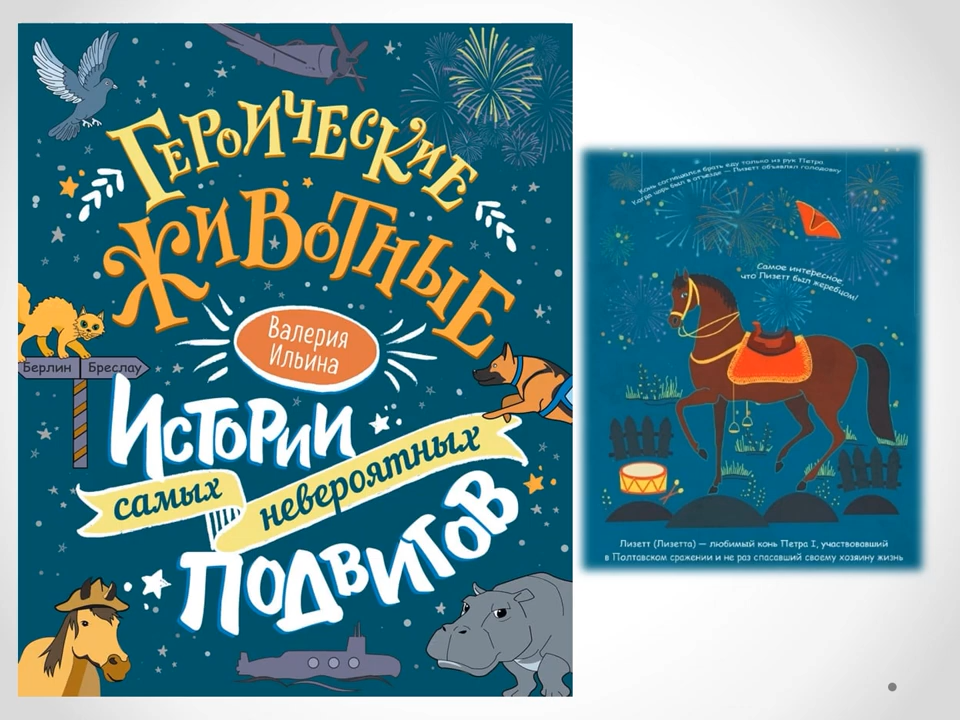 Героические
животные
Валерия
Ильина
Берлин Бреслау
Истории
самых невероятных
подвигов
Конь соглашался брать еду только из рук Петра.
Когда царь был в отъезде — Лизетт объявлял голодовку
Самое интересное,
что Лизетт был жеребцом!
Лизетт (Лизетта) — любимый конь Петра I, участвовавший
в Полтавском сражении и не раз спасавший своему хозяину жизнь